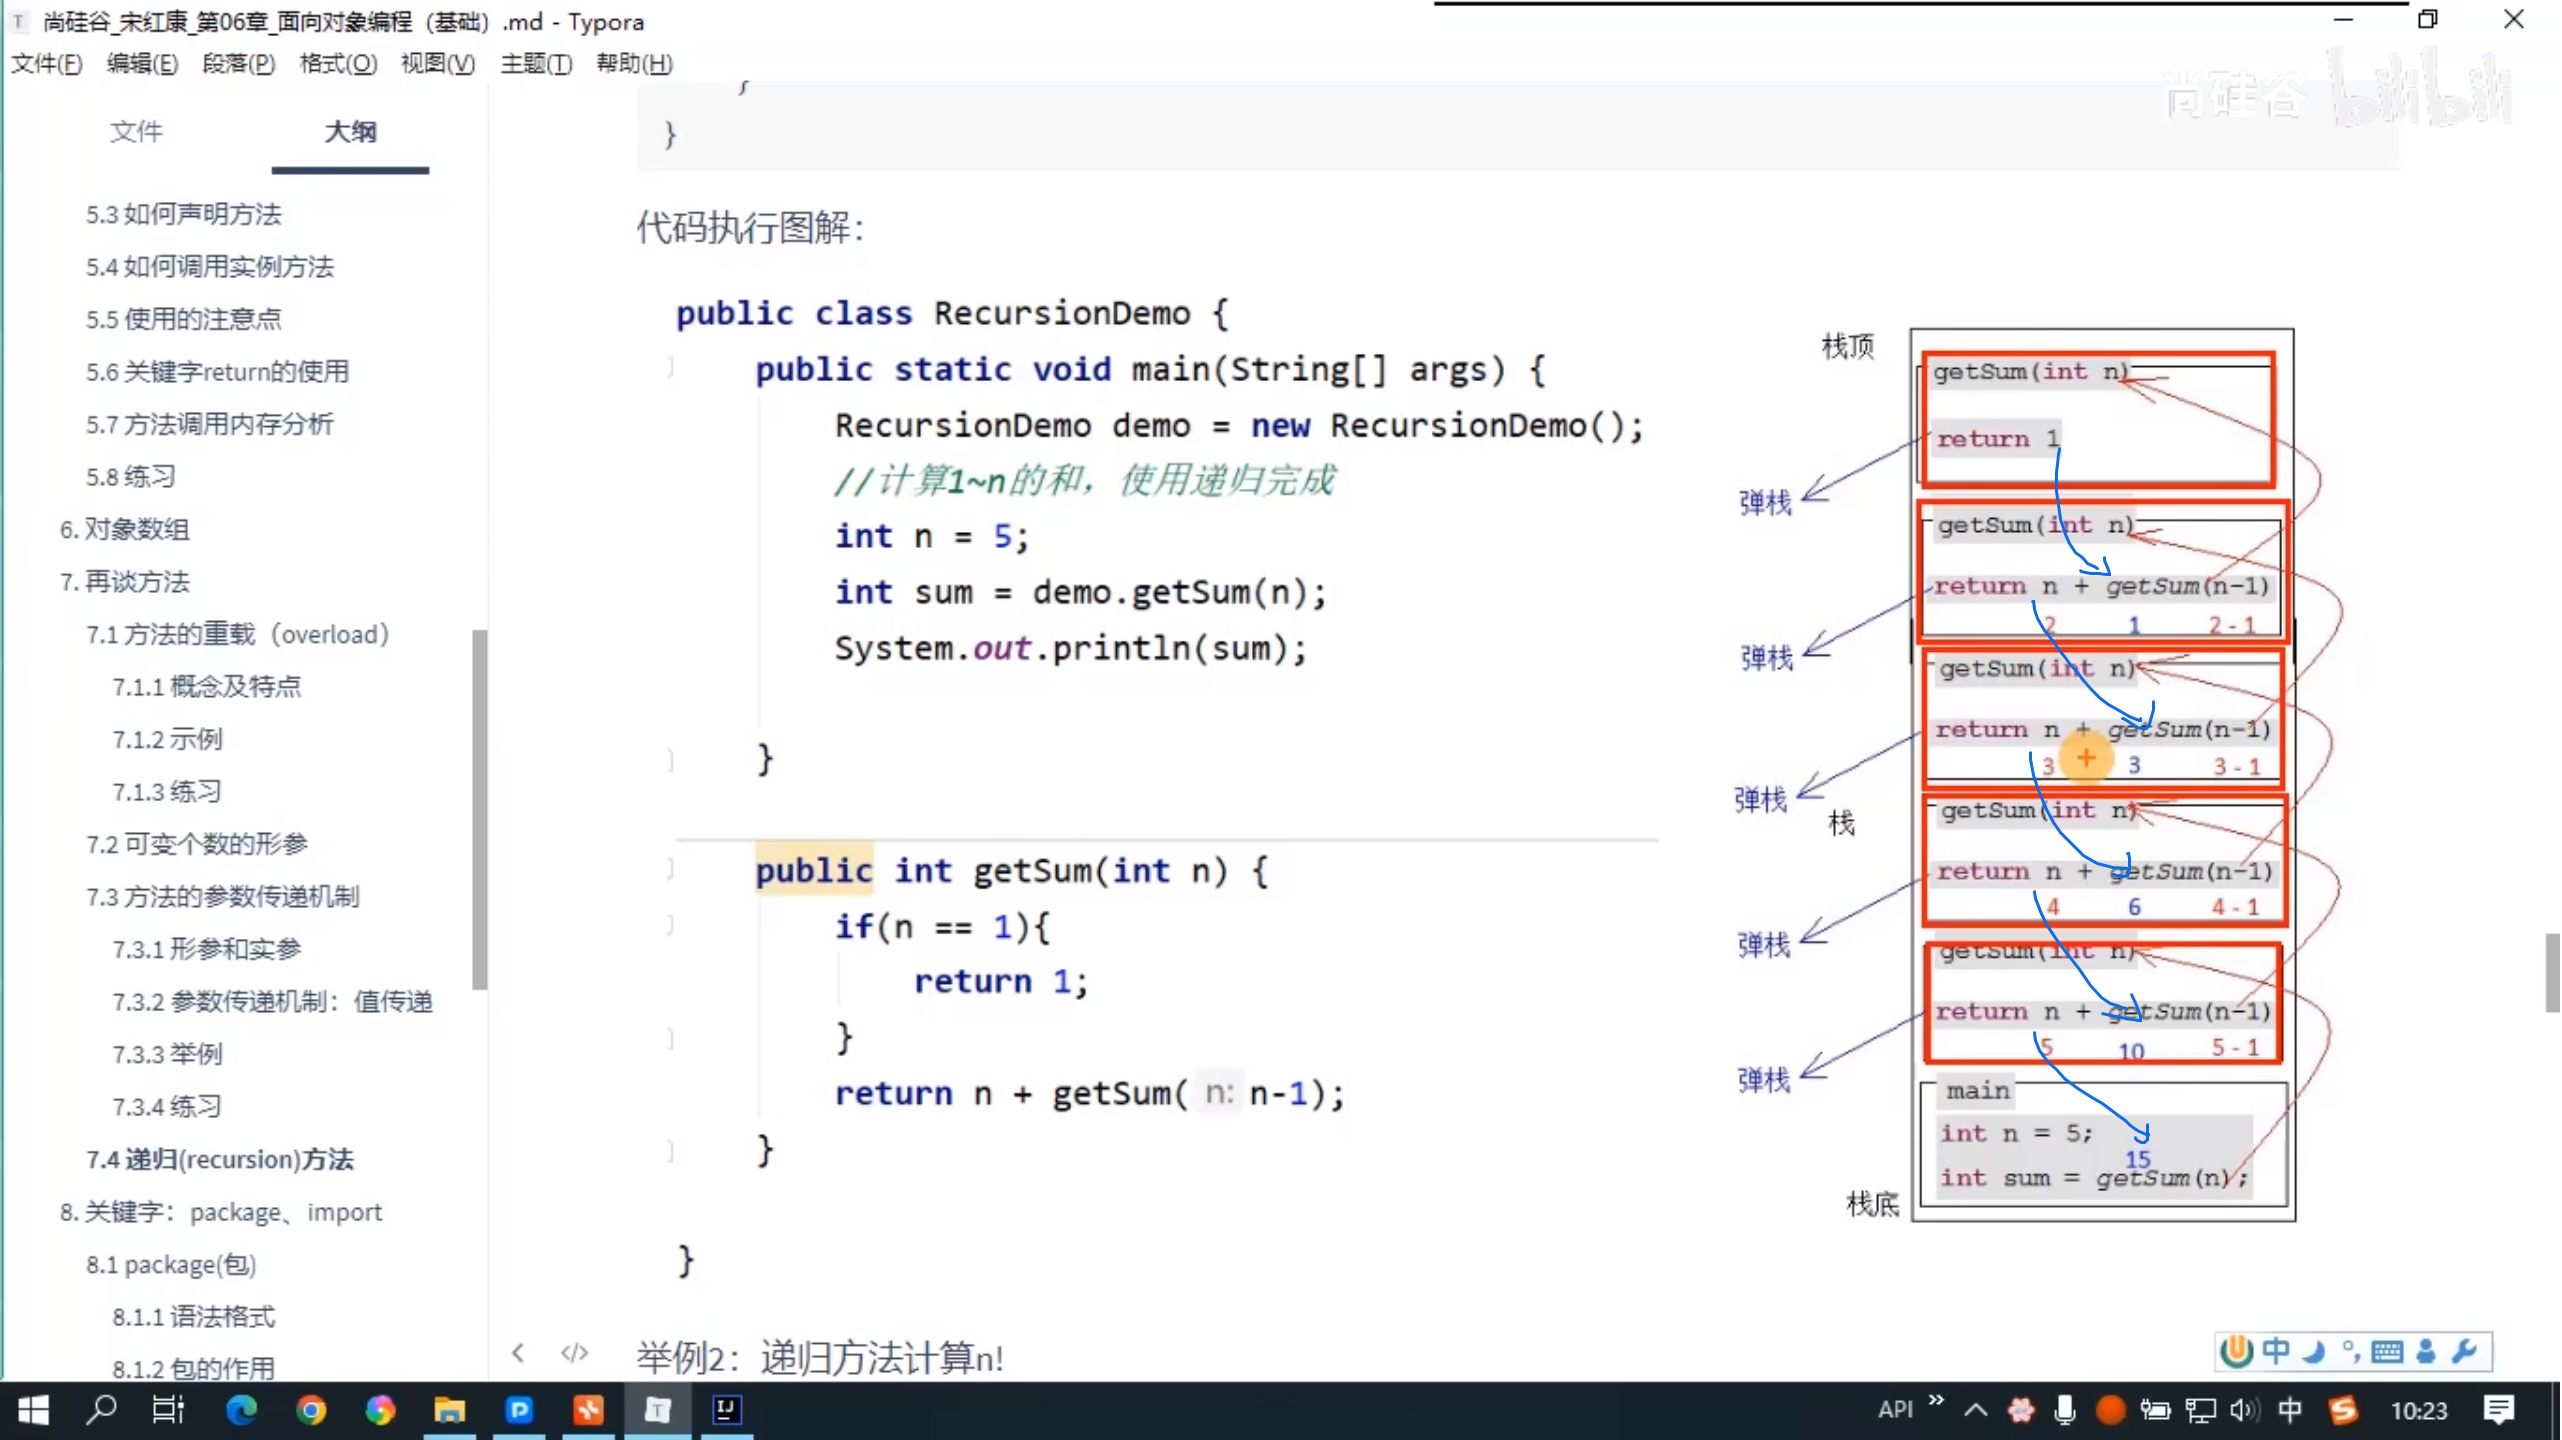 尚硅谷_宋红康_第06章_面向对象编程（基础）.md - Typora
文件(F) 编辑(E) 段落(P) 格式(O) 视图(V) 主题(T) 帮助(H)
尚硅谷 bilibili
文件 大纲
5.3 如何声明方法
5.4 如何调用实例方法
5.5 使用的注意点
5.6 关键字return的使用
5.7 方法调用内存分析
5.8 练习
6. 对象数组
7. 再谈方法
7.1 方法的重载（overload）
7.1.1 概念及特点
7.1.2 示例
7.1.3 练习
7.2 可变个数的形参
7.3 方法的参数传递机制
7.3.1 形参和实参
7.3.2 参数传递机制：值传递
7.3.3 举例
7.3.4 练习
7.4 递归(recursion)方法
8. 关键字：package、import
8.1 package(包)
8.1.1 语法格式
8.1.2 包的作用
}
}
代码执行图解：
public class RecursionDemo {
public static void main(String[] args) {
RecursionDemo demo = new RecursionDemo();
//计算1~n的和，使用递归完成
int n = 5;
int sum = demo.getSum(n);
System.out.println(sum);
}
public int getSum(int n) {
if(n == 1){
return 1;
}
return n + getSum( n: n-1);
}
}
栈顶
getSum(int n)
return 1
弹栈
getSum(int n)
return n + getSum(n-1)
2 1 2 - 1
弹栈
getSum(int n)
return n + getSum(n-1)
3 + 3 3 - 1
弹栈
栈
getSum(int n)
return n + getSum(n-1)
4 6 4 - 1
弹栈
getSum(int n)
return n + getSum(n-1)
5 10 5 - 1
弹栈
main
int n = 5;
15
int sum = getSum(n);
栈底
举例2：递归方法计算n!
中
API 中 10:23